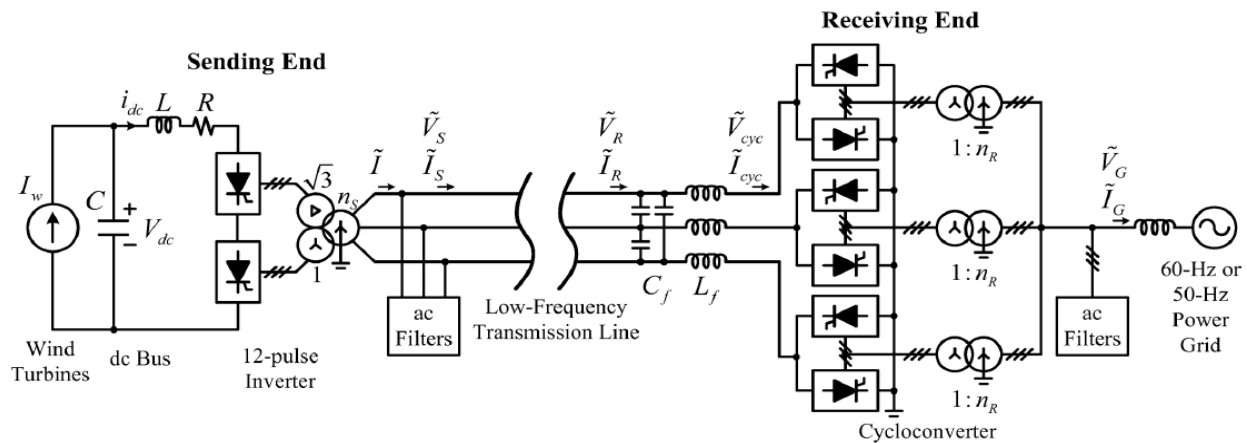 Receiving End
Sending End
i_dc L R
Ṽ_S
Ĩ Ĩ_S
Ṽ_R
Ĩ_R
Ṽ_cyc
Ĩ_cyc
1:n_R
Ṽ_G
Ĩ_G
I_w
C
+
V_dc
–
√3
n_S
1
1:n_R
ac
Filters
C_f L_f
Low-Frequency
Transmission Line
ac
Filters
60-Hz or
50-Hz
Power
Grid
Wind
Turbines
dc Bus
12-pulse
Inverter
1:n_R
Cycloconverter